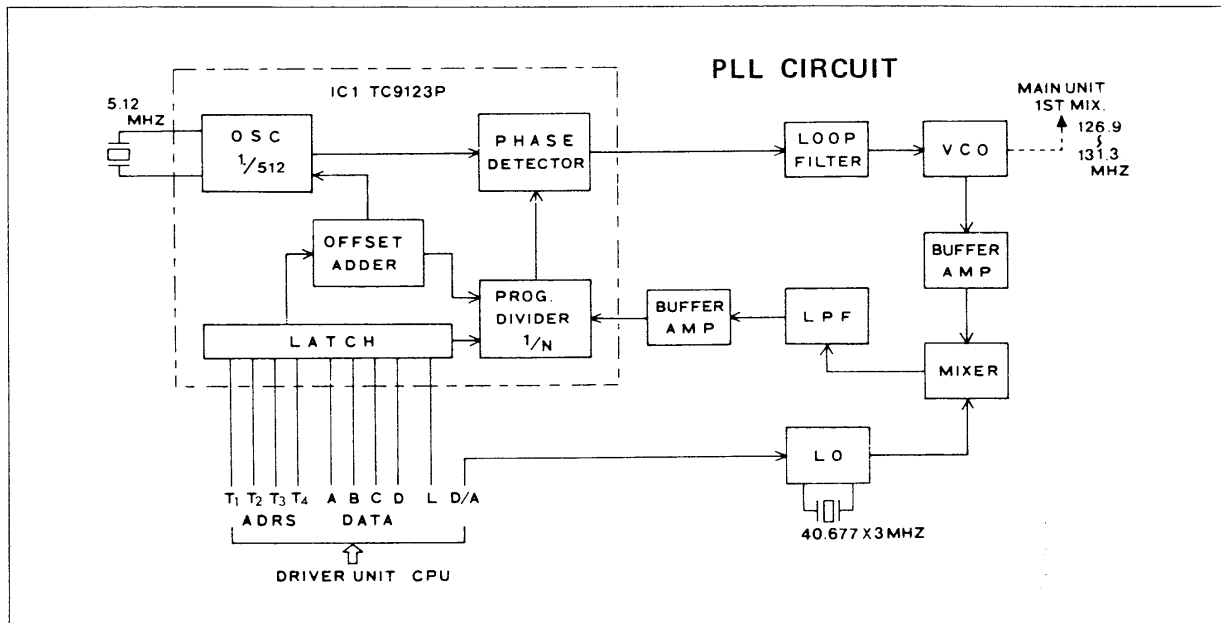 PLL CIRCUIT
IC1 TC9123P
5.12
MHZ
OSC
1/512
PHASE
DETECTOR
LOOP
FILTER
VCO
MAIN UNIT
1ST MIX.
126.9
~
131.3
MHZ
OFFSET
ADDER
BUFFER
AMP
PROG.
DIVIDER
1/N
BUFFER
AMP
LPF
LATCH
MIXER
LO
T1 T2 T3 T4 A B C D L D/A
ADRS DATA
40.677 X 3 MHZ
DRIVER UNIT CPU